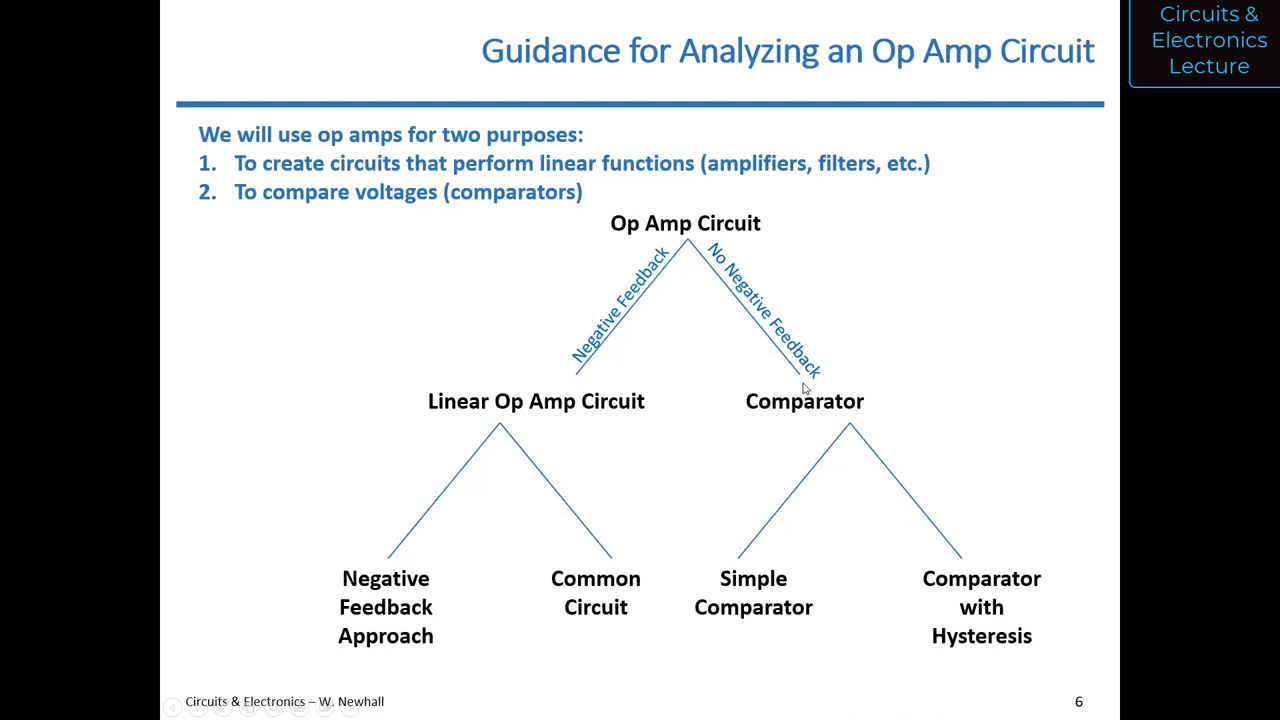 Circuits &
Electronics
Lecture
Guidance for Analyzing an Op Amp Circuit
We will use op amps for two purposes:
1. To create circuits that perform linear functions (amplifiers, filters, etc.)
2. To compare voltages (comparators)
Op Amp Circuit
Negative Feedback
No Negative Feedback
Linear Op Amp Circuit
Comparator
Negative
Feedback
Approach
Common
Circuit
Simple
Comparator
Comparator
with
Hysteresis
Circuits & Electronics – W. Newhall
6